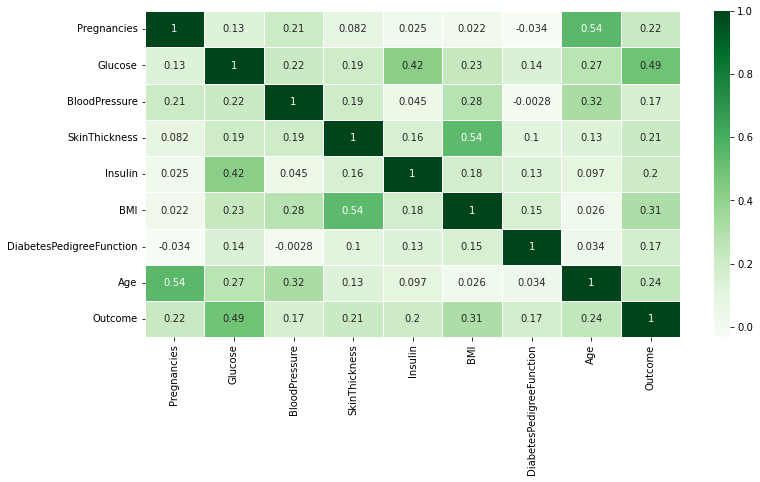 Pregnancies 1 0.13 0.21 0.082 0.025 0.022 -0.034 0.54 0.22
Glucose 0.13 1 0.22 0.19 0.42 0.23 0.14 0.27 0.49
BloodPressure 0.21 0.22 1 0.19 0.045 0.28 -0.0028 0.32 0.17
SkinThickness 0.082 0.19 0.19 1 0.16 0.54 0.1 0.13 0.21
Insulin 0.025 0.42 0.045 0.16 1 0.18 0.13 0.097 0.2
BMI 0.022 0.23 0.28 0.54 0.18 1 0.15 0.026 0.31
DiabetesPedigreeFunction -0.034 0.14 -0.0028 0.1 0.13 0.15 1 0.034 0.17
Age 0.54 0.27 0.32 0.13 0.097 0.026 0.034 1 0.24
Outcome 0.22 0.49 0.17 0.21 0.2 0.31 0.17 0.24 1
Pregnancies
Glucose
BloodPressure
SkinThickness
Insulin
BMI
DiabetesPedigreeFunction
Age
Outcome
1.0
0.8
0.6
0.4
0.2
0.0